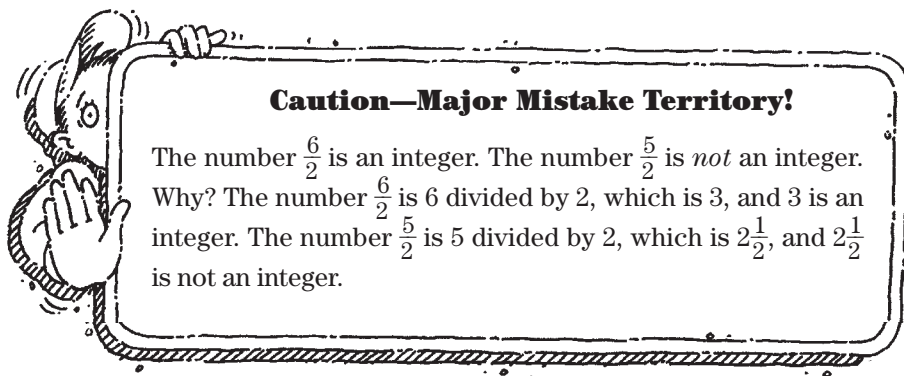 Caution—Major Mistake Territory!
The number 6/2 is an integer. The number 5/2 is not an integer.
Why? The number 6/2 is 6 divided by 2, which is 3, and 3 is an
integer. The number 5/2 is 5 divided by 2, which is 2 1/2, and 2 1/2
is not an integer.